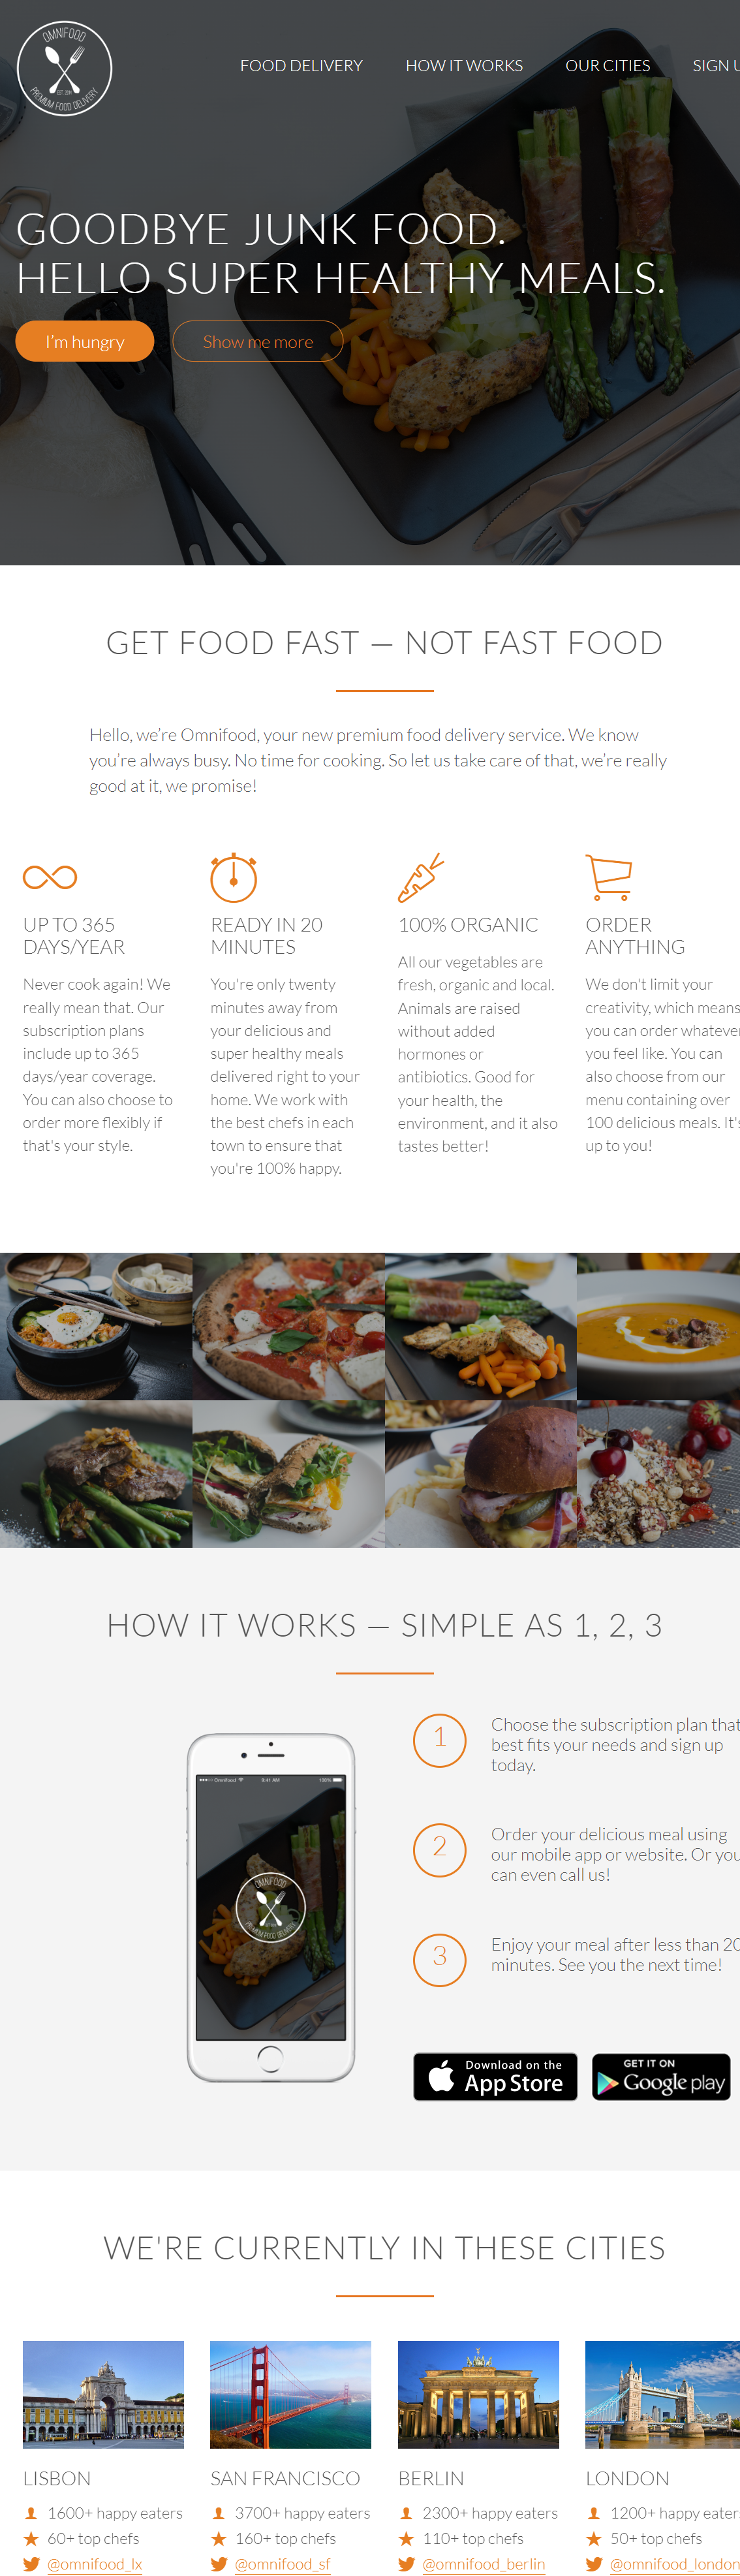 OMNIFOOD
EST 2015
PREMIUM FOOD DELIVERY
FOOD DELIVERY HOW IT WORKS OUR CITIES SIGN U
GOODBYE JUNK FOOD.
HELLO SUPER HEALTHY MEALS.
I'm hungry Show me more
GET FOOD FAST — NOT FAST FOOD
Hello, we're Omnifood, your new premium food delivery service. We know
you're always busy. No time for cooking. So let us take care of that, we're really
good at it, we promise!
UP TO 365
DAYS/YEAR
Never cook again! We
really mean that. Our
subscription plans
include up to 365
days/year coverage.
You can also choose to
order more flexibly if
that's your style.
READY IN 20
MINUTES
You're only twenty
minutes away from
your delicious and
super healthy meals
delivered right to your
home. We work with
the best chefs in each
town to ensure that
you're 100% happy.
100% ORGANIC
All our vegetables are
fresh, organic and local.
Animals are raised
without added
hormones or
antibiotics. Good for
your health, the
environment, and it also
tastes better!
ORDER
ANYTHING
We don't limit your
creativity, which means
you can order whatever
you feel like. You can
also choose from our
menu containing over
100 delicious meals. It's
up to you!
HOW IT WORKS — SIMPLE AS 1, 2, 3
Omnifood 9:41 AM 100%
OMNIFOOD
PREMIUM FOOD DELIVERY
1
Choose the subscription plan that
best fits your needs and sign up
today.
2
Order your delicious meal using
our mobile app or website. Or you
can even call us!
3
Enjoy your meal after less than 20
minutes. See you the next time!
Download on the
App Store
GET IT ON
Google play
WE'RE CURRENTLY IN THESE CITIES
LISBON
1600+ happy eaters
60+ top chefs
@omnifood_lx
SAN FRANCISCO
3700+ happy eaters
160+ top chefs
@omnifood_sf
BERLIN
2300+ happy eaters
110+ top chefs
@omnifood_berlin
LONDON
1200+ happy eater
50+ top chefs
@omnifood_london